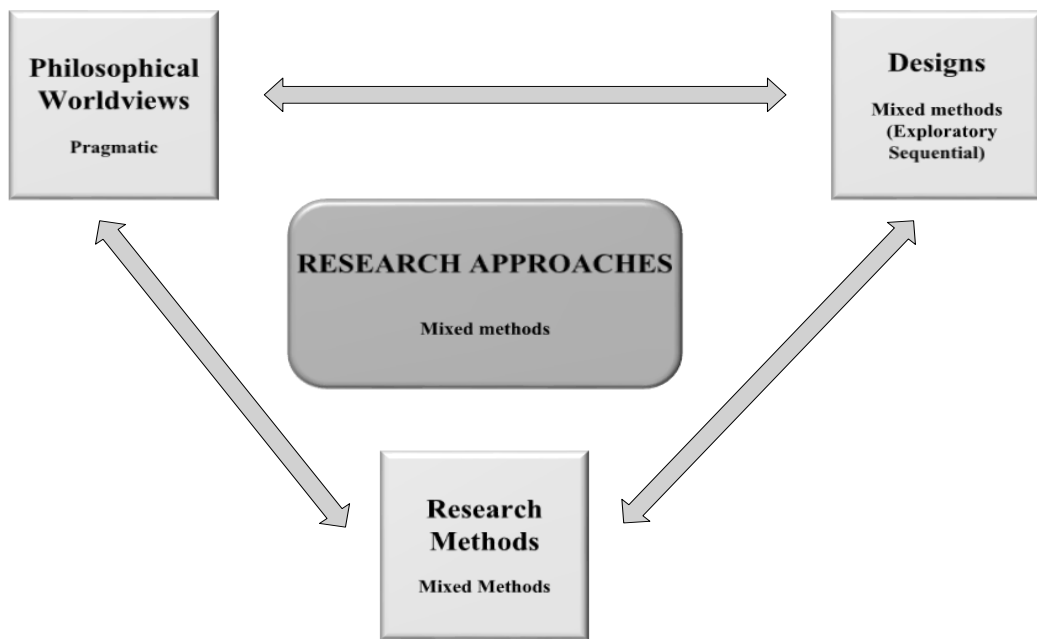 Philosophical
Worldviews
Pragmatic
Designs
Mixed methods
(Exploratory
Sequential)
RESEARCH APPROACHES
Mixed methods
Research
Methods
Mixed Methods